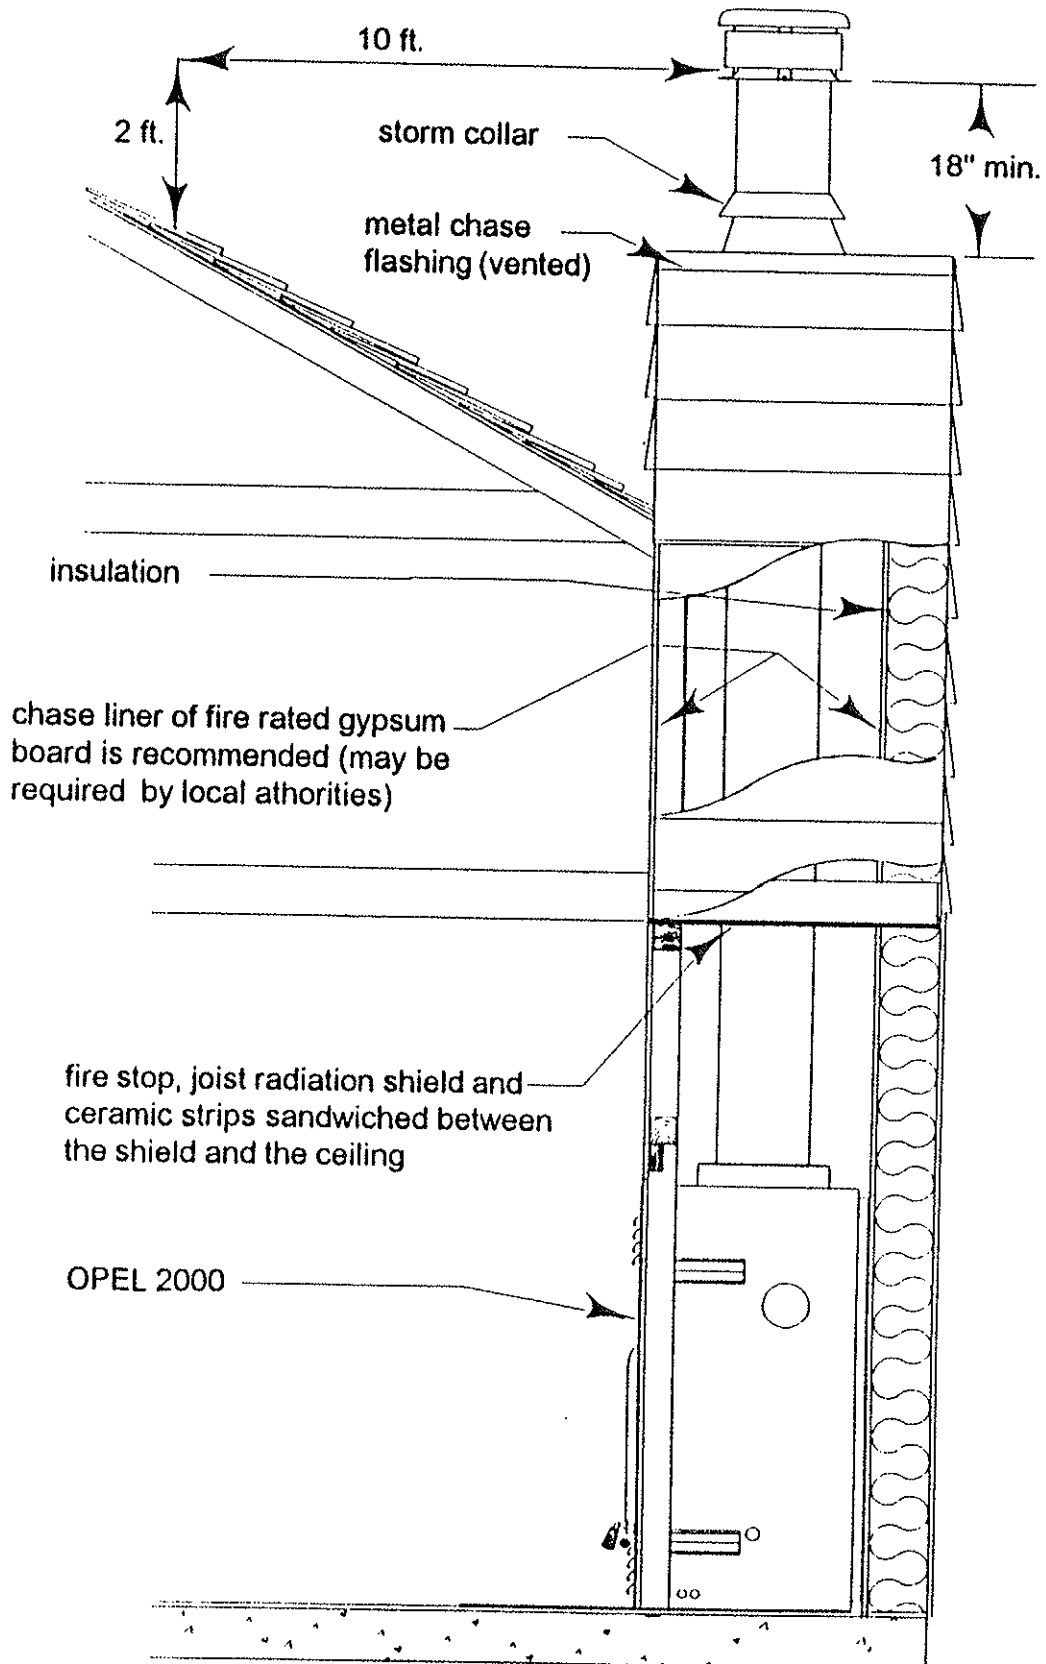 10 ft.
2 ft.
storm collar
18" min.
metal chase
flashing (vented)
insulation
chase liner of fire rated gypsum
board is recommended (may be
required by local athorities)
fire stop, joist radiation shield and
ceramic strips sandwiched between
the shield and the ceiling
OPEL 2000